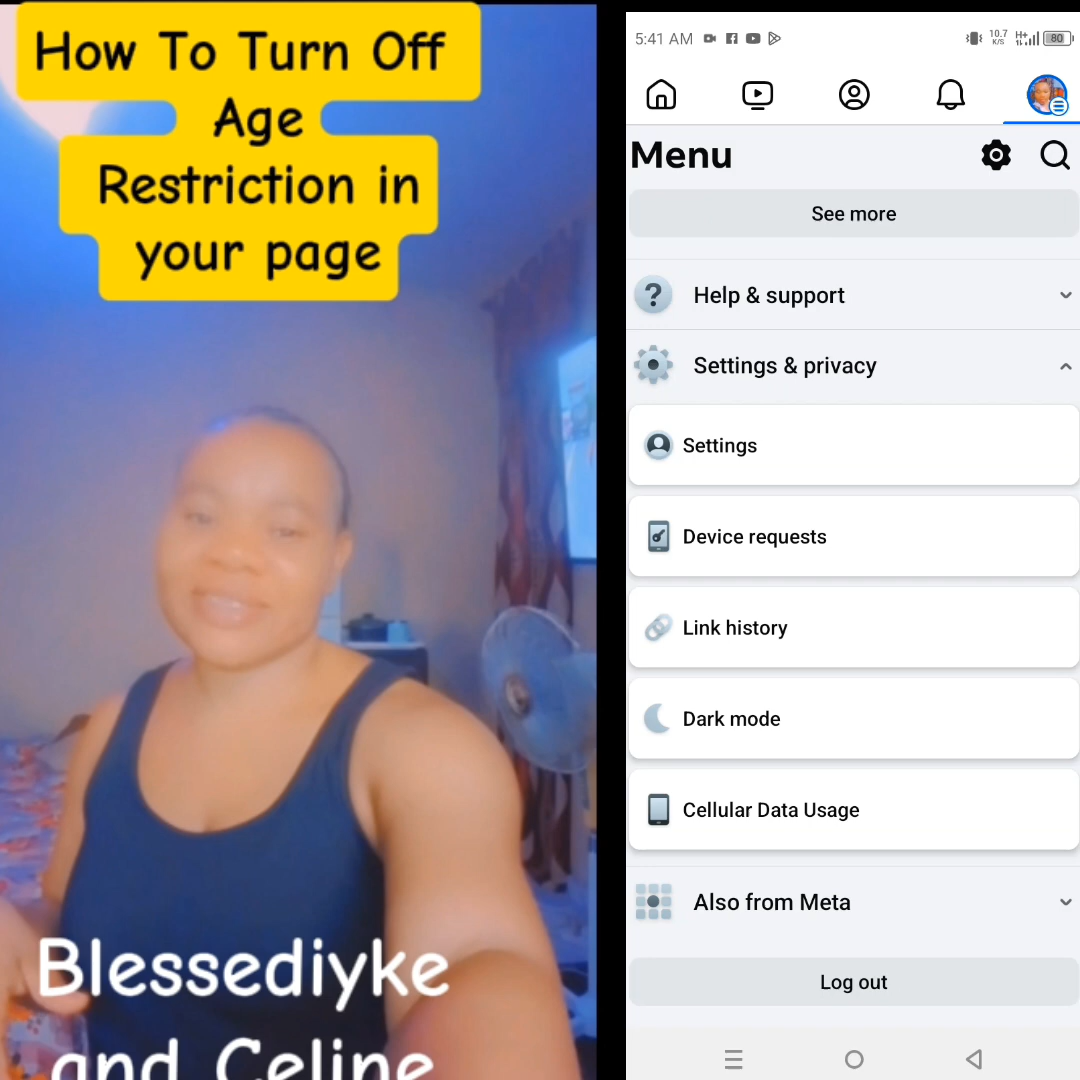 How To Turn Off
Age
Restriction in
your page
Blessediyke
and Celine
5:41 AM
10.7
K/S
H+
80
Menu
See more
Help & support
Settings & privacy
Settings
Device requests
Link history
Dark mode
Cellular Data Usage
Also from Meta
Log out